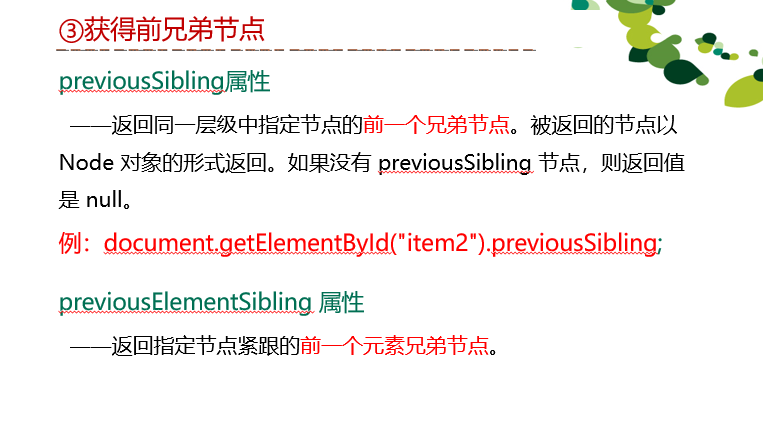 ③获得前兄弟节点
previousSibling属性
——返回同一层级中指定节点的前一个兄弟节点。被返回的节点以
Node 对象的形式返回。如果没有 previousSibling 节点，则返回值
是 null。
例：document.getElementById("item2").previousSibling;
previousElementSibling 属性
——返回指定节点紧跟的前一个元素兄弟节点。